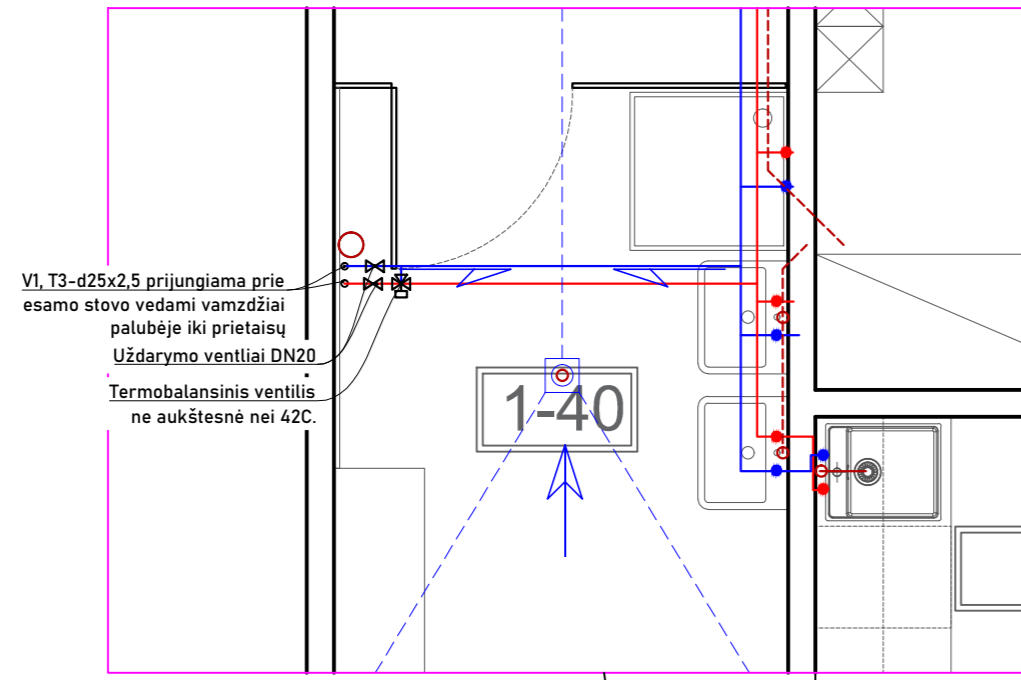 V1, T3-d25x2,5 prijungiama prie
esamo stovo vedami vamzdžiai
palubėje iki prietaisų
Uždarymo ventliai DN20
Termobalansinis ventilis
ne aukštesnė nei 42C.
1-40